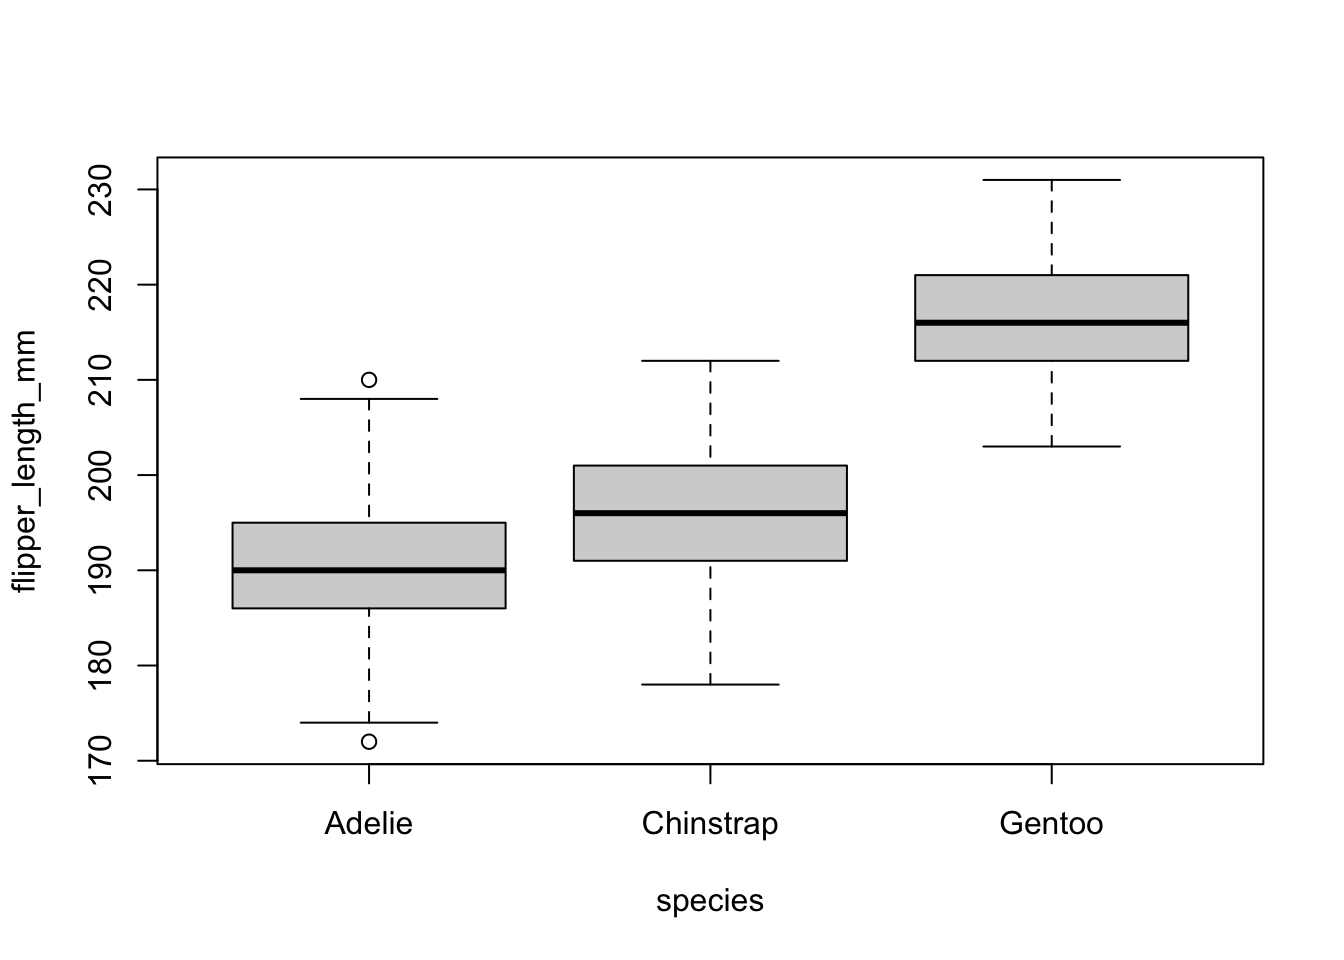 flipper_length_mm
230
220
210
200
190
180
170
Adelie Chinstrap Gentoo
species